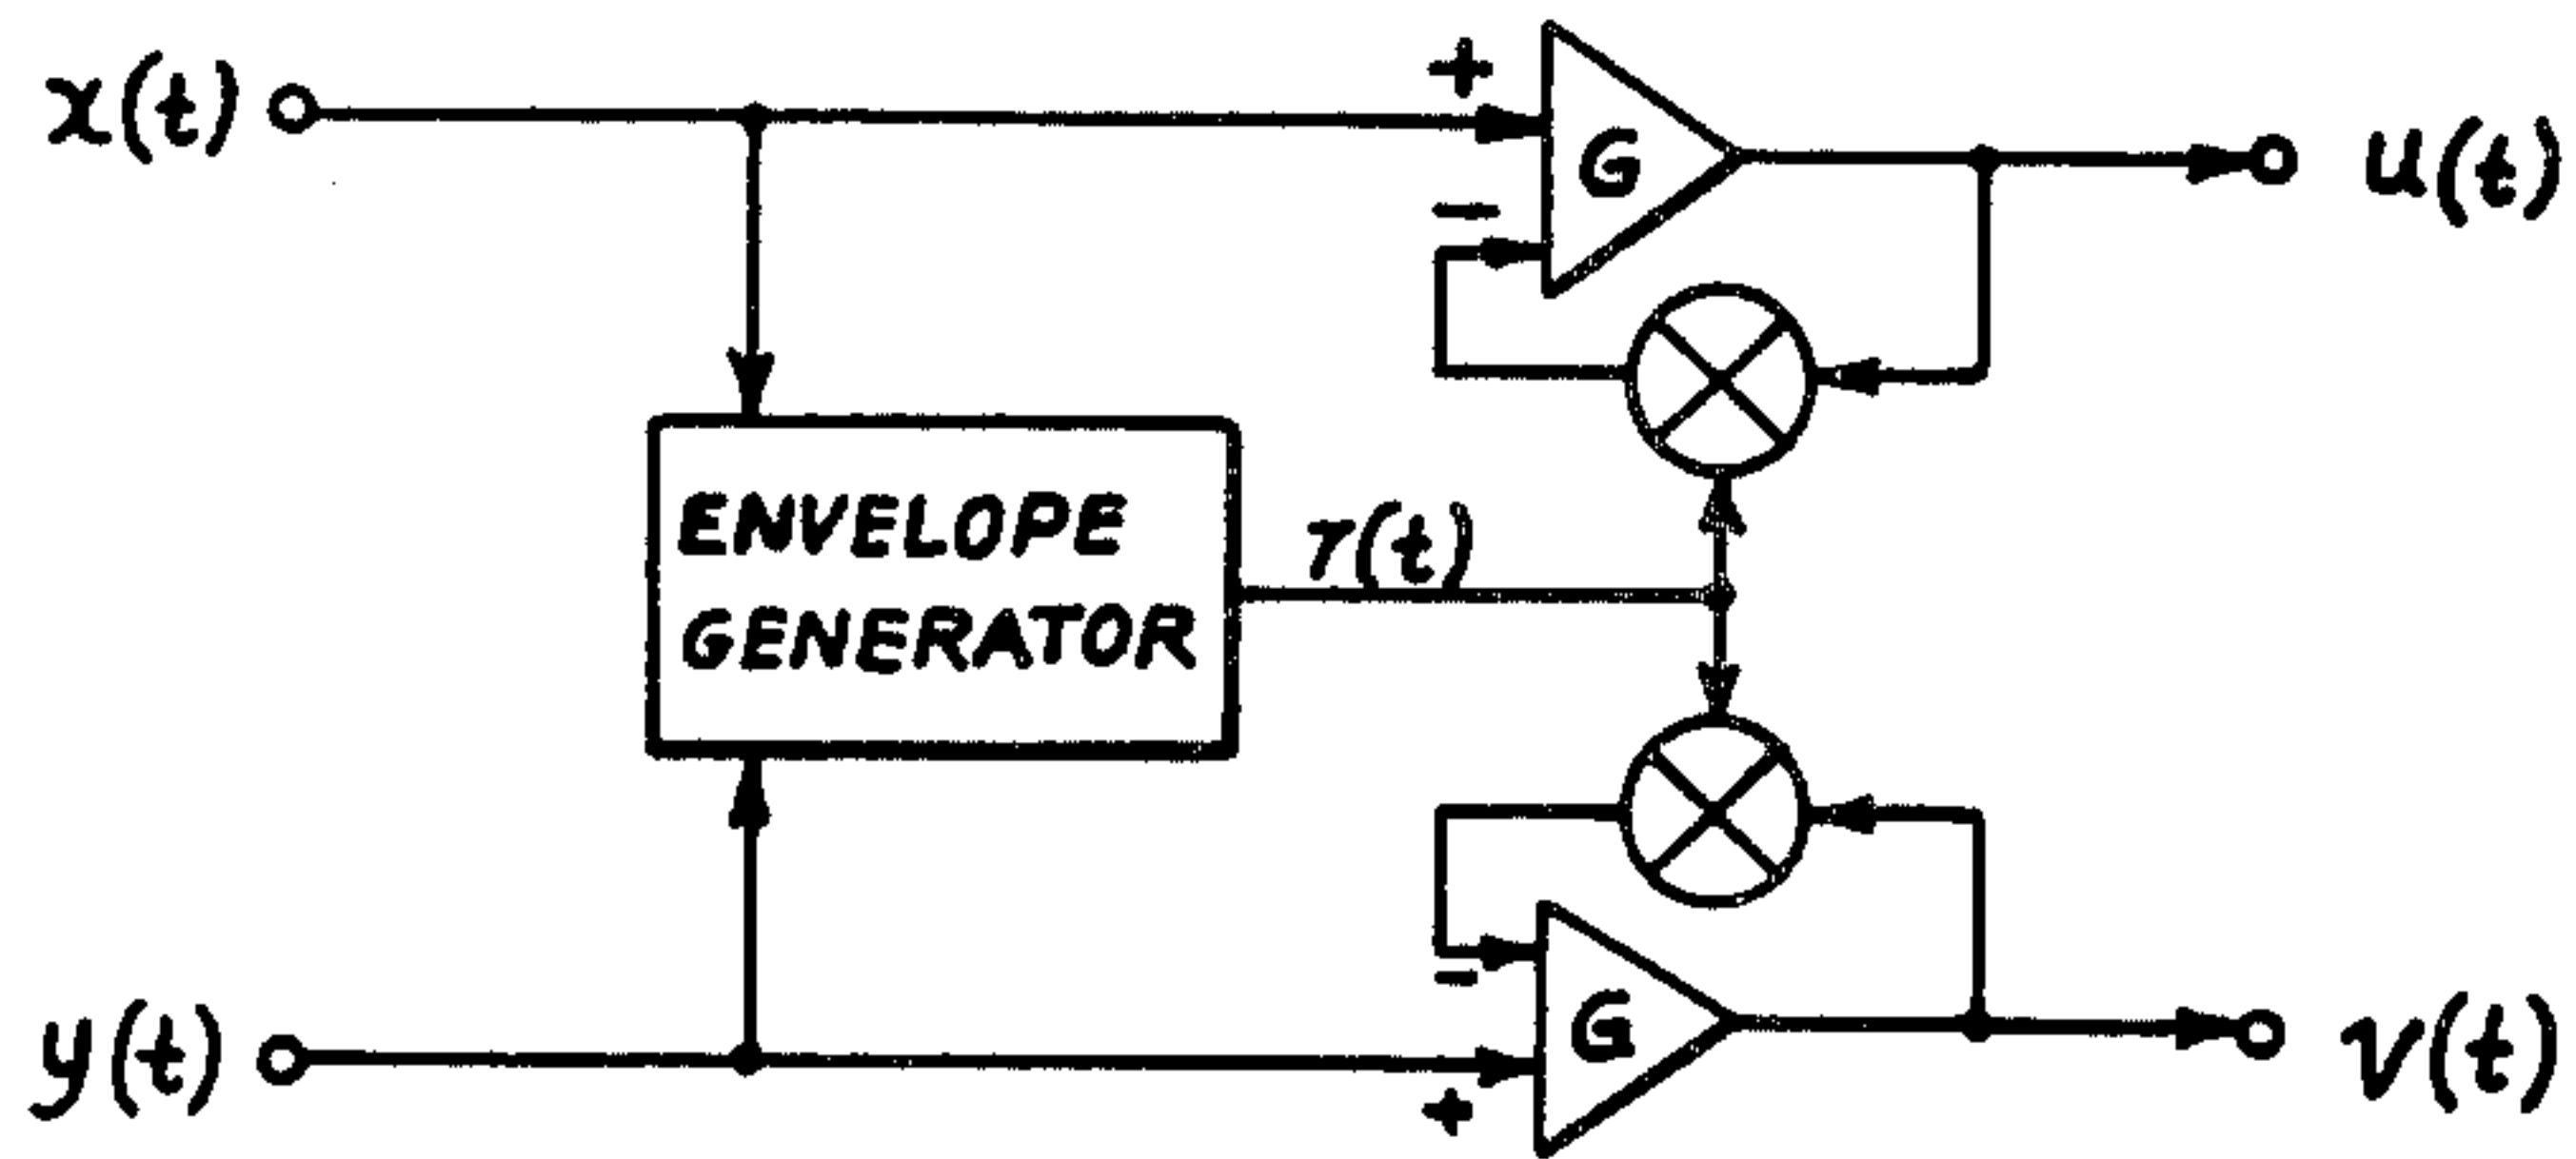 x(t)
+
G
u(t)
−
ENVELOPE
GENERATOR
r(t)
−
G
y(t)
+
v(t)